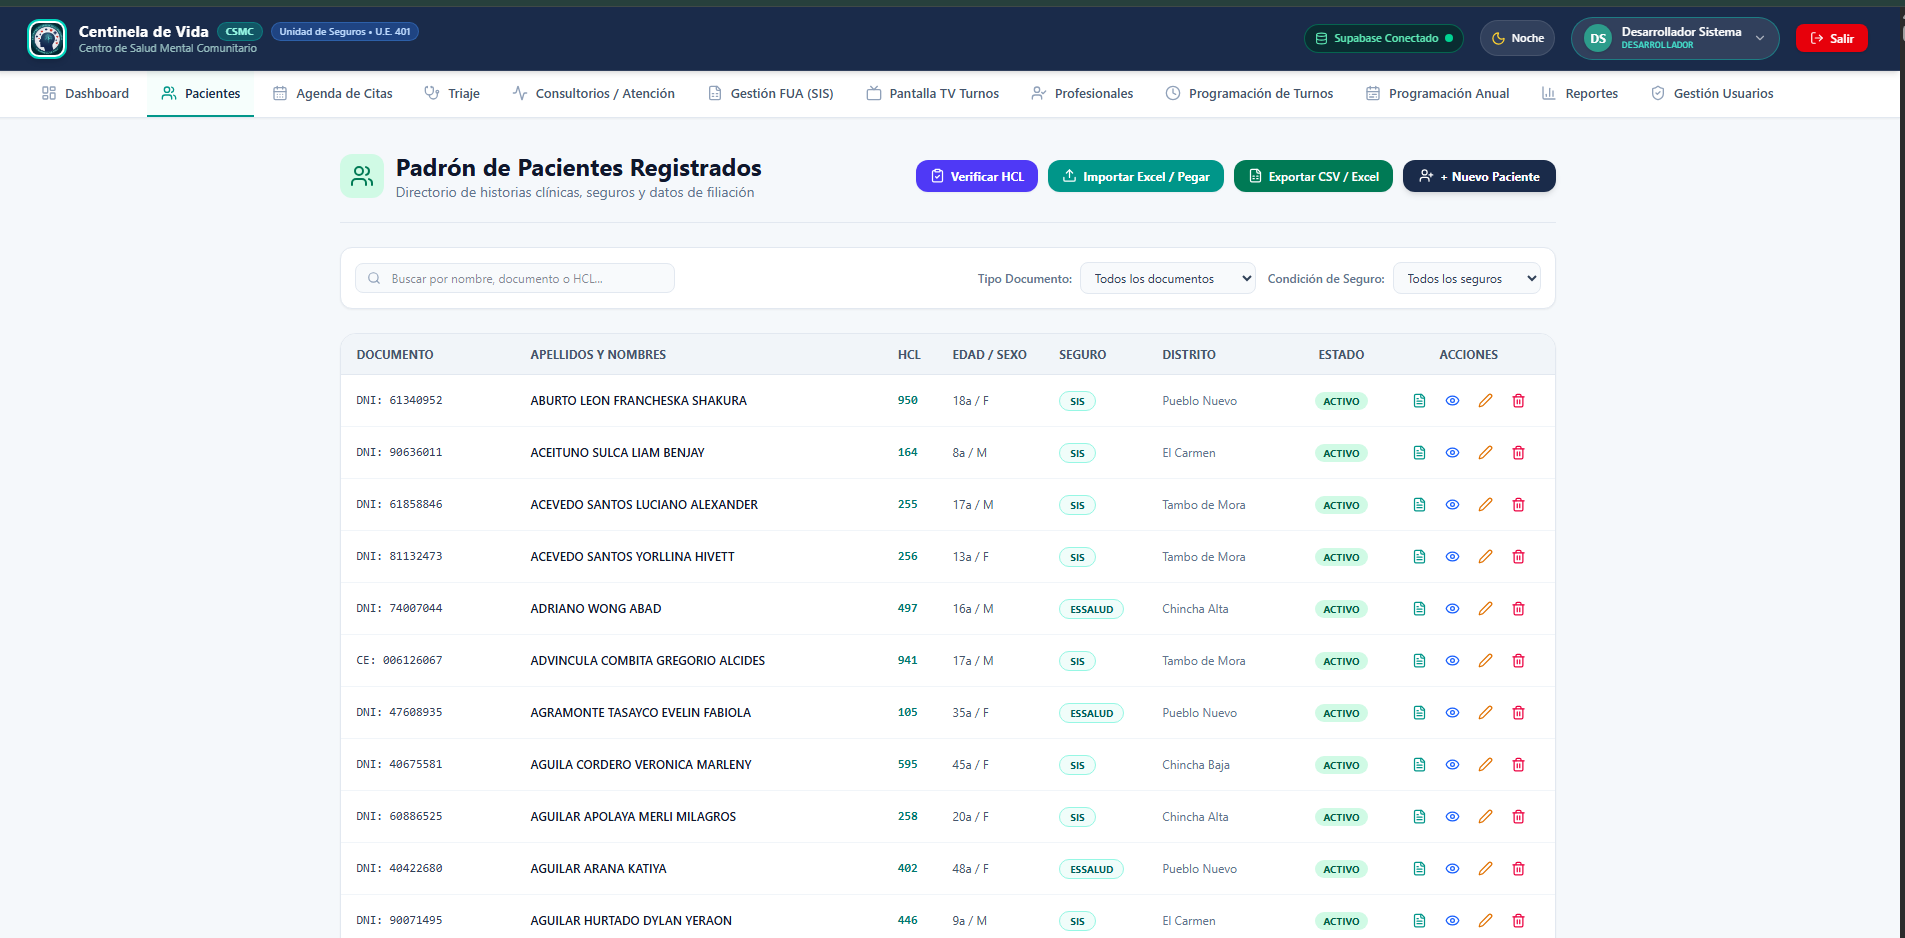 Centinela de Vida CSMC Unidad de Seguros • U.E. 401
Centro de Salud Mental Comunitario
Supabase Conectado
Noche
DS
Desarrollador Sistema
DESARROLLADOR
Salir
Dashboard Pacientes Agenda de Citas Triaje Consultorios / Atención Gestión FUA (SIS) Pantalla TV Turnos Profesionales Programación de Turnos Programación Anual Reportes Gestión Usuarios
Padrón de Pacientes Registrados
Directorio de historias clínicas, seguros y datos de filiación
Verificar HCL Importar Excel / Pegar Exportar CSV / Excel + Nuevo Paciente
Buscar por nombre, documento o HCL...
Tipo Documento: Todos los documentos Condición de Seguro: Todos los seguros
DOCUMENTO APELLIDOS Y NOMBRES HCL EDAD / SEXO SEGURO DISTRITO ESTADO ACCIONES
DNI: 61340952 ABURTO LEON FRANCHESKA SHAKURA 950 18a / F SIS Pueblo Nuevo ACTIVO
DNI: 90636011 ACEITUNO SULCA LIAM BENJAY 164 8a / M SIS El Carmen ACTIVO
DNI: 61858846 ACEVEDO SANTOS LUCIANO ALEXANDER 255 17a / M SIS Tambo de Mora ACTIVO
DNI: 81132473 ACEVEDO SANTOS YORLLINA HIVETT 256 13a / F SIS Tambo de Mora ACTIVO
DNI: 74007044 ADRIANO WONG ABAD 497 16a / M ESSALUD Chincha Alta ACTIVO
CE: 006126067 ADVINCULA COMBITA GREGORIO ALCIDES 941 17a / M SIS Tambo de Mora ACTIVO
DNI: 47608935 AGRAMONTE TASAYCO EVELIN FABIOLA 105 35a / F ESSALUD Pueblo Nuevo ACTIVO
DNI: 40675581 AGUILA CORDERO VERONICA MARLENY 595 45a / F SIS Chincha Baja ACTIVO
DNI: 60886525 AGUILAR APOLAYA MERLI MILAGROS 258 20a / F SIS Chincha Alta ACTIVO
DNI: 40422680 AGUILAR ARANA KATIYA 402 48a / F ESSALUD Pueblo Nuevo ACTIVO
DNI: 90071495 AGUILAR HURTADO DYLAN YERAON 446 9a / M SIS El Carmen ACTIVO